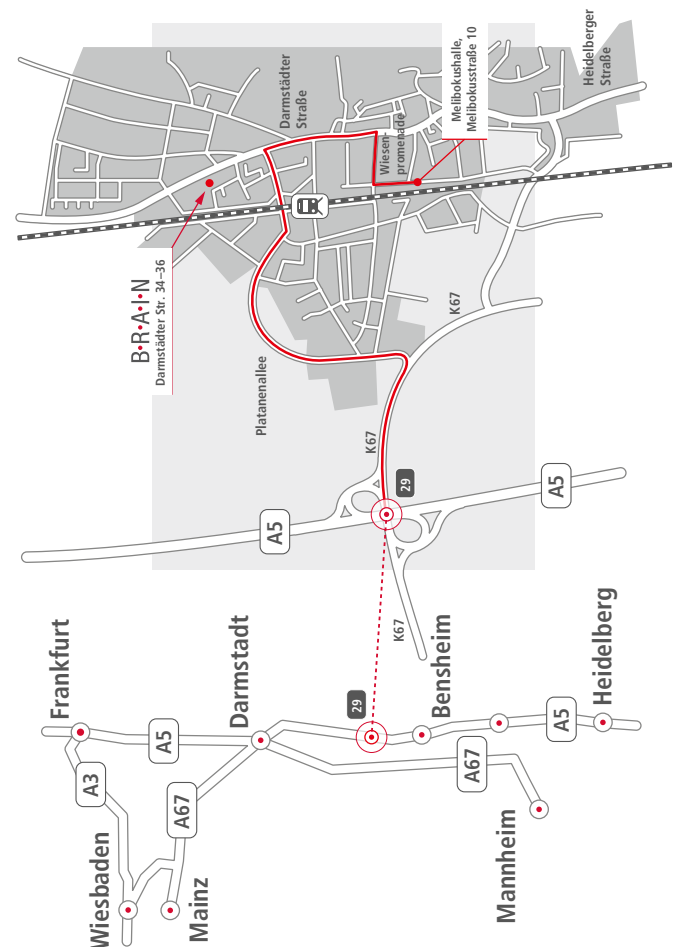 Darmstädter
Straße
Melibokushalle,
Melibokusstraße 10
Heidelberger
Straße
Wiesen-
promenade
B•R•A•I•N
Darmstädter Str. 34–36
Platanenallee
K67
K67
29
A5
A5
K67
Frankfurt
A3
A5
Darmstadt
29
Bensheim
Heidelberg
A5
A67
A67
Wiesbaden
Mainz
Mannheim